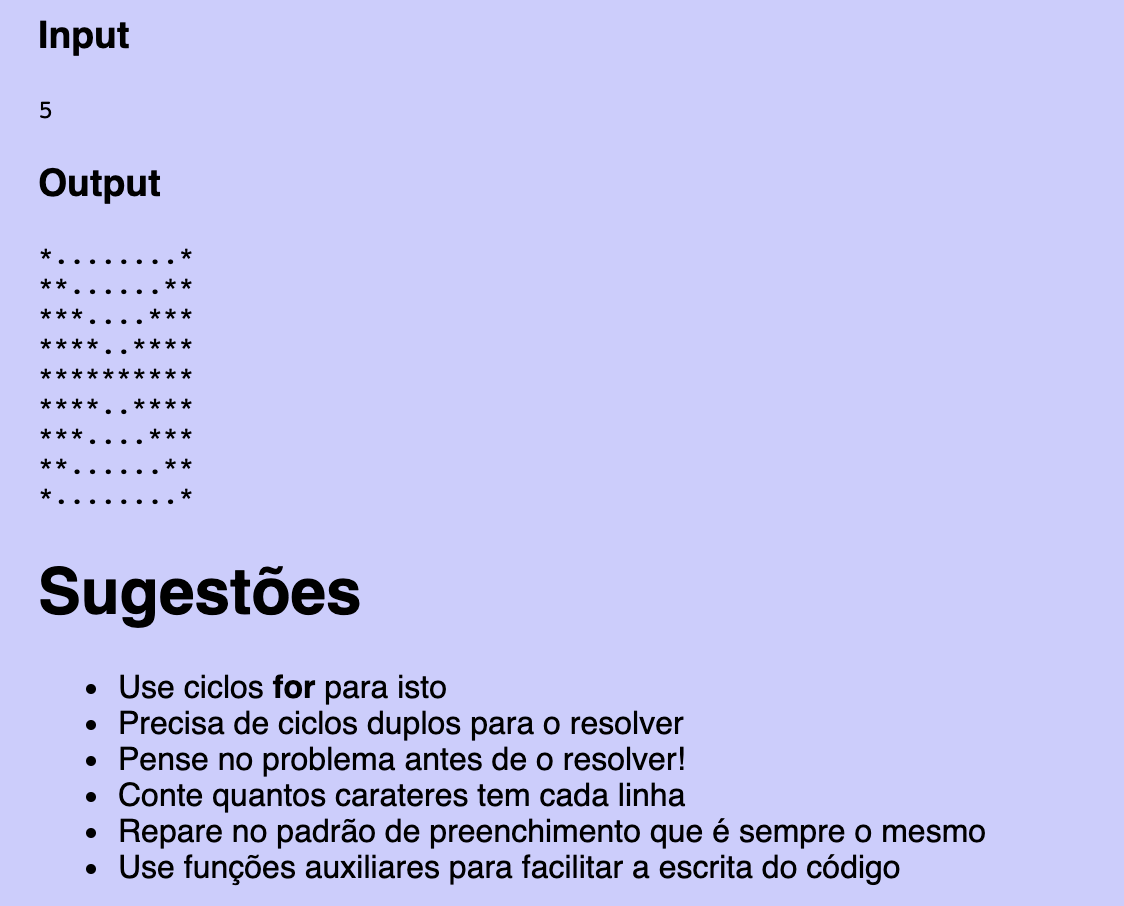 Input
5
Output
*........*
**......**
***....***
****..****
**********
****..****
***....***
**......**
*........*
Sugestões
• Use ciclos for para isto
• Precisa de ciclos duplos para o resolver
• Pense no problema antes de o resolver!
• Conte quantos carateres tem cada linha
• Repare no padrão de preenchimento que é sempre o mesmo
• Use funções auxiliares para facilitar a escrita do código